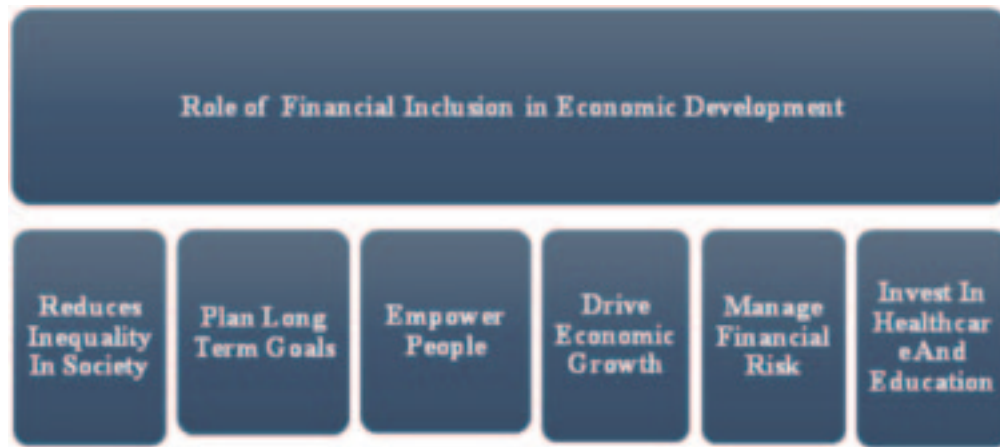 Role of Financial Inclusion in Economic Development
Reduces
Inequality
In Society
Plan Long
Term Goals
Empower
People
Drive
Economic
Growth
Manage
Financial
Risk
Invest In
Healthcar
eAnd
Education